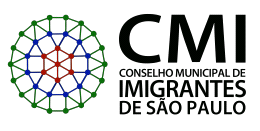 CMI
CONSELHO MUNICIPAL DE
IMIGRANTES
DE SÃO PAULO